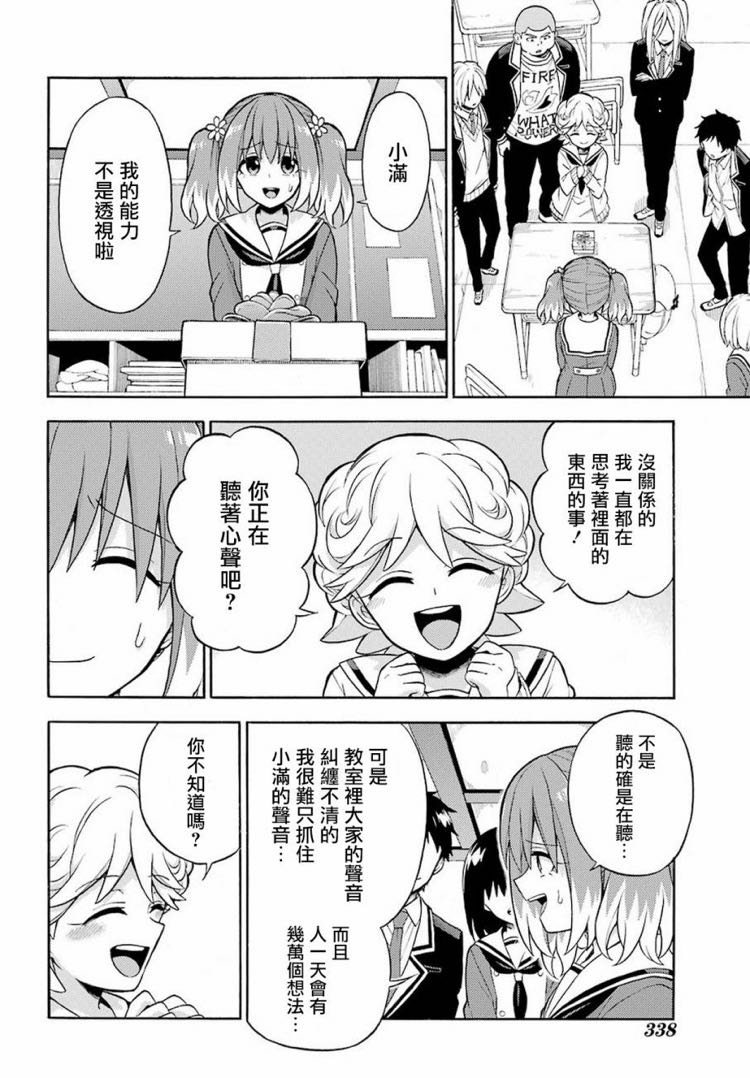 FIRE
WHAT
POWER
小滿
我的能力
不是透視啦
沒關係的
我一直都在
思考著裡面的
東西的事！
你正在
聽著心聲吧？
不是
聽的確是在聽…
可是
教室裡大家的聲音
糾纏不清的
我很難只抓住
小滿的聲音…
而且
人一天會有
幾萬個想法…
你不知道嗎？
338